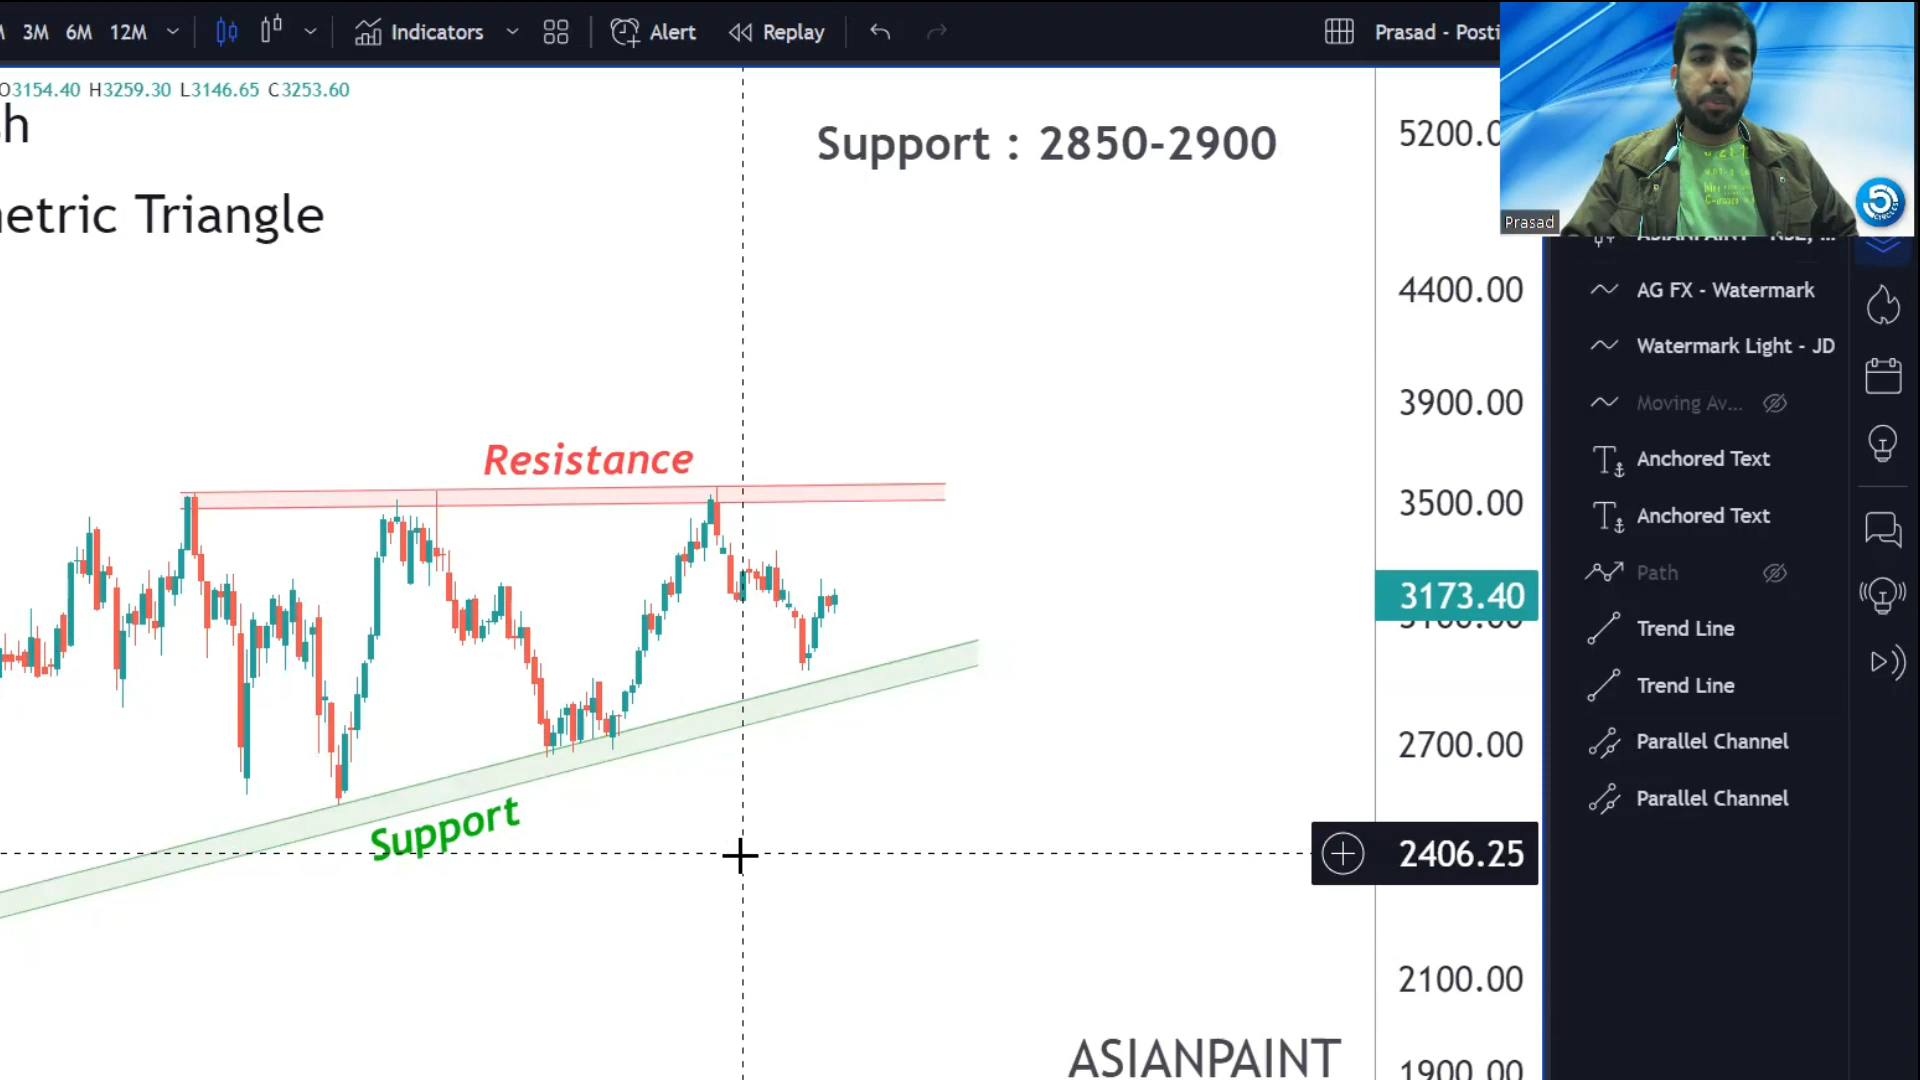 3M 6M 12M Indicators Alert Replay Prasad - Posti
O3154.40 H3259.30 L3146.65 C3253.60
h
etric Triangle
Support : 2850-2900
Prasad
5
Resistance
Support
ASIANPAINT
5200.0
4400.00
3900.00
3500.00
3173.40
2700.00
2406.25
2100.00
1900.00
AG FX - Watermark
Watermark Light - JD
Moving Av...
Anchored Text
Anchored Text
Path
Trend Line
Trend Line
Parallel Channel
Parallel Channel